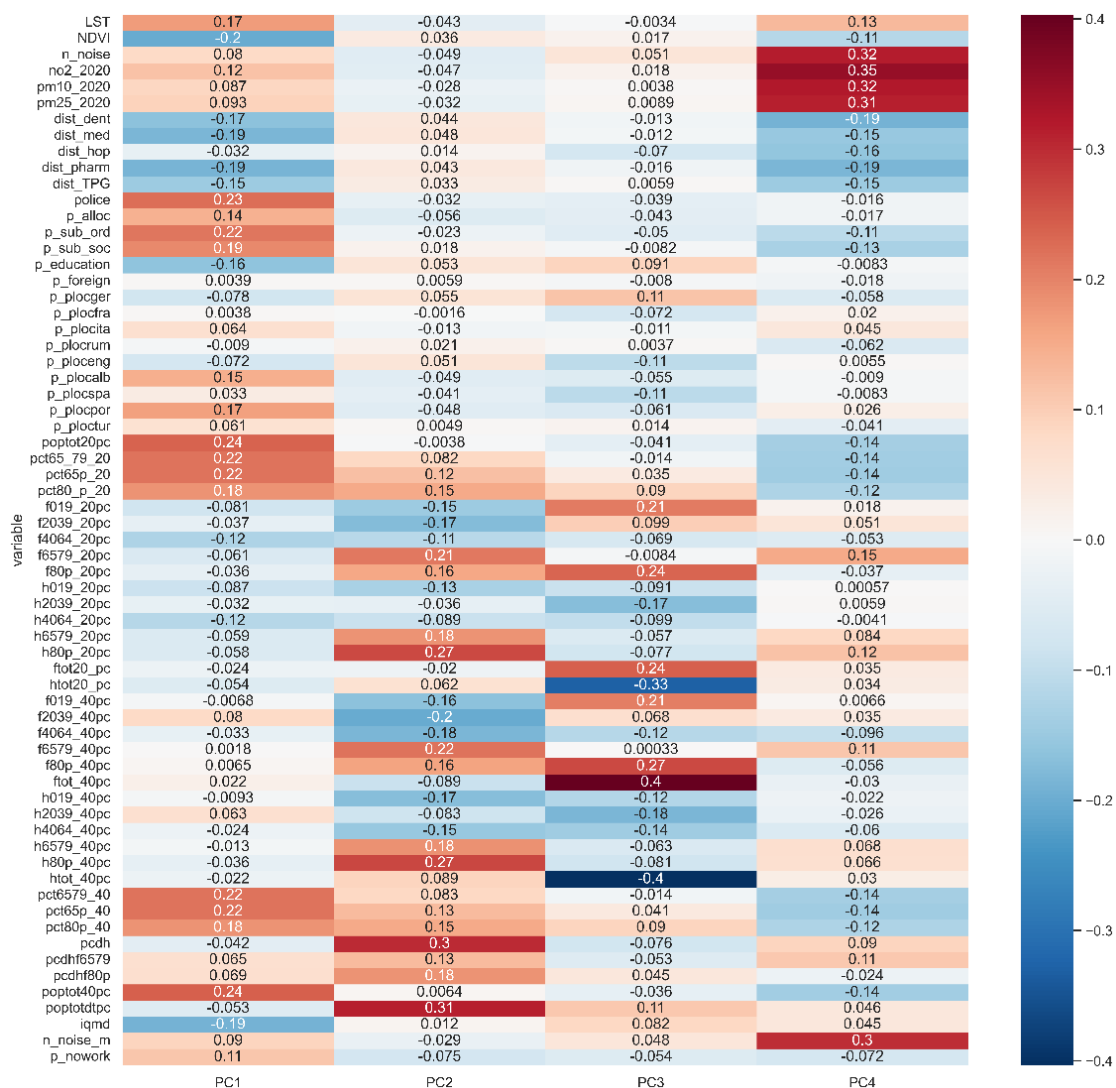 LST 0.17 -0.043 -0.0034 0.13
NDVI -0.2 0.036 0.017 -0.11
n_noise 0.08 -0.049 0.051 0.32
no2_2020 0.12 -0.047 0.018 0.35
pm10_2020 0.087 -0.028 0.0038 0.32
pm25_2020 0.093 -0.032 0.0089 0.31
dist_dent -0.17 0.044 -0.013 -0.19
dist_med -0.19 0.048 -0.012 -0.15
dist_hop -0.032 0.014 -0.07 -0.16
dist_pharm -0.19 0.043 -0.016 -0.19
dist_TPG -0.15 0.033 0.0059 -0.15
police 0.23 -0.032 -0.039 -0.016
p_alloc 0.14 -0.056 -0.043 -0.017
p_sub_ord 0.22 -0.023 -0.05 -0.11
p_sub_soc 0.19 0.018 -0.0082 -0.13
p_education -0.16 0.053 0.091 -0.0083
p_foreign 0.0039 0.0059 -0.008 -0.018
p_plocger -0.078 0.055 0.11 -0.058
p_plocfra 0.0038 -0.0016 -0.072 0.02
p_plocita 0.064 -0.013 -0.011 0.045
p_plocrum -0.009 0.021 0.0037 -0.062
p_ploceng -0.072 0.051 -0.11 0.0055
p_plocalb 0.15 -0.049 -0.055 -0.009
p_plocspa 0.033 -0.041 -0.11 -0.0083
p_plocpor 0.17 -0.048 -0.061 0.026
p_ploctur 0.061 0.0049 0.014 -0.041
poptot20pc 0.24 -0.0038 -0.041 -0.14
pct65_79_20 0.22 0.082 -0.014 -0.14
pct65p_20 0.22 0.12 0.035 -0.14
pct80_p_20 0.18 0.15 0.09 -0.12
f019_20pc -0.081 -0.15 0.21 0.018
f2039_20pc -0.037 -0.17 0.099 0.051
f4064_20pc -0.12 -0.11 -0.069 -0.053
f6579_20pc -0.061 0.21 -0.0084 0.15
f80p_20pc -0.036 0.16 0.24 -0.037
h019_20pc -0.087 -0.13 -0.091 0.00057
h2039_20pc -0.032 -0.036 -0.17 0.0059
h4064_20pc -0.12 -0.089 -0.099 -0.0041
h6579_20pc -0.059 0.18 -0.057 0.084
h80p_20pc -0.058 0.27 -0.077 0.12
ftot20_pc -0.024 -0.02 0.24 0.035
htot20_pc -0.054 0.062 -0.33 0.034
f019_40pc -0.0068 -0.16 0.21 0.0066
f2039_40pc 0.08 -0.2 0.068 0.035
f4064_40pc -0.033 -0.18 -0.12 -0.096
f6579_40pc 0.0018 0.22 0.00033 0.11
f80p_40pc 0.0065 0.16 0.27 -0.056
ftot_40pc 0.022 -0.089 0.4 -0.03
h019_40pc -0.0093 -0.17 -0.12 -0.022
h2039_40pc 0.063 -0.083 -0.18 -0.026
h4064_40pc -0.024 -0.15 -0.14 -0.06
h6579_40pc -0.013 0.18 -0.063 0.068
h80p_40pc -0.036 0.27 -0.081 0.066
htot_40pc -0.022 0.089 -0.4 0.03
pct6579_40 0.22 0.083 -0.014 -0.14
pct65p_40 0.22 0.13 0.041 -0.14
pct80p_40 0.18 0.15 0.09 -0.12
pcdh -0.042 0.3 -0.076 0.09
pcdhf6579 0.065 0.13 -0.053 0.11
pcdhf80p 0.069 0.18 0.045 -0.024
poptot40pc 0.24 0.0064 -0.036 -0.14
poptotdtpc -0.053 0.31 0.11 0.046
iqmd -0.19 0.012 0.082 0.045
n_noise_m 0.09 -0.029 0.048 0.3
p_nowork 0.11 -0.075 -0.054 -0.072
PC1 PC2 PC3 PC4
variable
0.4
0.3
0.2
0.1
0.0
−0.1
−0.2
−0.3
−0.4